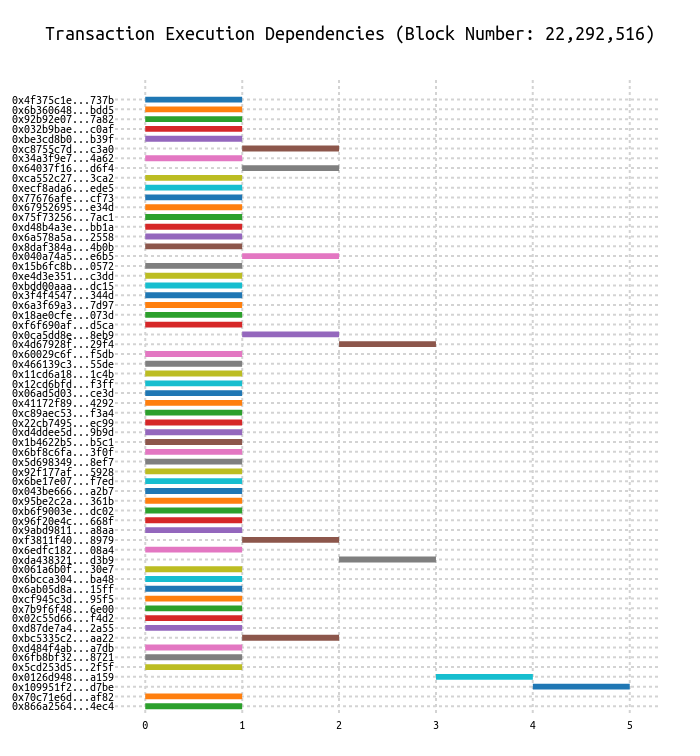 Transaction Execution Dependencies (Block Number: 22,292,516)
0x4f375c1e...737b
0x6b360648...bdd5
0x92b92e07...7a82
0x032b9bae...c0af
0xbe3cd8b0...b39f
0xc8755c7d...c3a0
0x34a3f9e7...4a62
0x64037f16...d6f4
0xca552c27...3ca2
0xecf8ada6...ede5
0x77676afe...cf73
0x67952695...e34d
0x75f73256...7ac1
0xd48b4a3e...bb1a
0x6a578a5a...2558
0x8daf384a...4b0b
0x040a74a5...e6b5
0x15b6fc8b...0572
0xe4d3e351...c3dd
0xbdd00aaa...dc15
0x3f4f4547...344d
0x6a3f69a3...7d97
0x18ae0cfe...073d
0xf6f690af...d5ca
0x0ca5dd8e...8eb9
0x4d67928f...29f4
0x60029c6f...f5db
0x466139c3...55de
0x11cd6a18...1c4b
0x12cd6bfd...f3ff
0x06ad5d03...ce3d
0x41172f89...4292
0xc89aec53...f3a4
0x22cb7495...ec99
0xd4ddee5d...9b9d
0x1b4622b5...b5c1
0x6bf8c6fa...3f0f
0x5d698349...8ef7
0x92f177af...5928
0x6be17e07...f7ed
0x043be666...a2b7
0x95be2c2a...361b
0xb6f9003e...dc02
0x96f20e4c...668f
0x9abd9811...a8aa
0xf3811f40...8979
0x6edfc182...08a4
0xda438321...d3b9
0x061a6b0f...30e7
0x6bcca304...ba48
0x6ab05d8a...15ff
0xcf945c3d...95f5
0x7b9f6f48...6e00
0x02c55d66...f4d2
0xd87de7a4...2a55
0xbc5335c2...aa22
0xd484f4ab...a7db
0x6fb8bf32...8721
0x5cd253d5...2f5f
0x0126d948...a159
0x109951f2...d7be
0x70c71e6d...af82
0x866a2564...4ec4
0 1 2 3 4 5